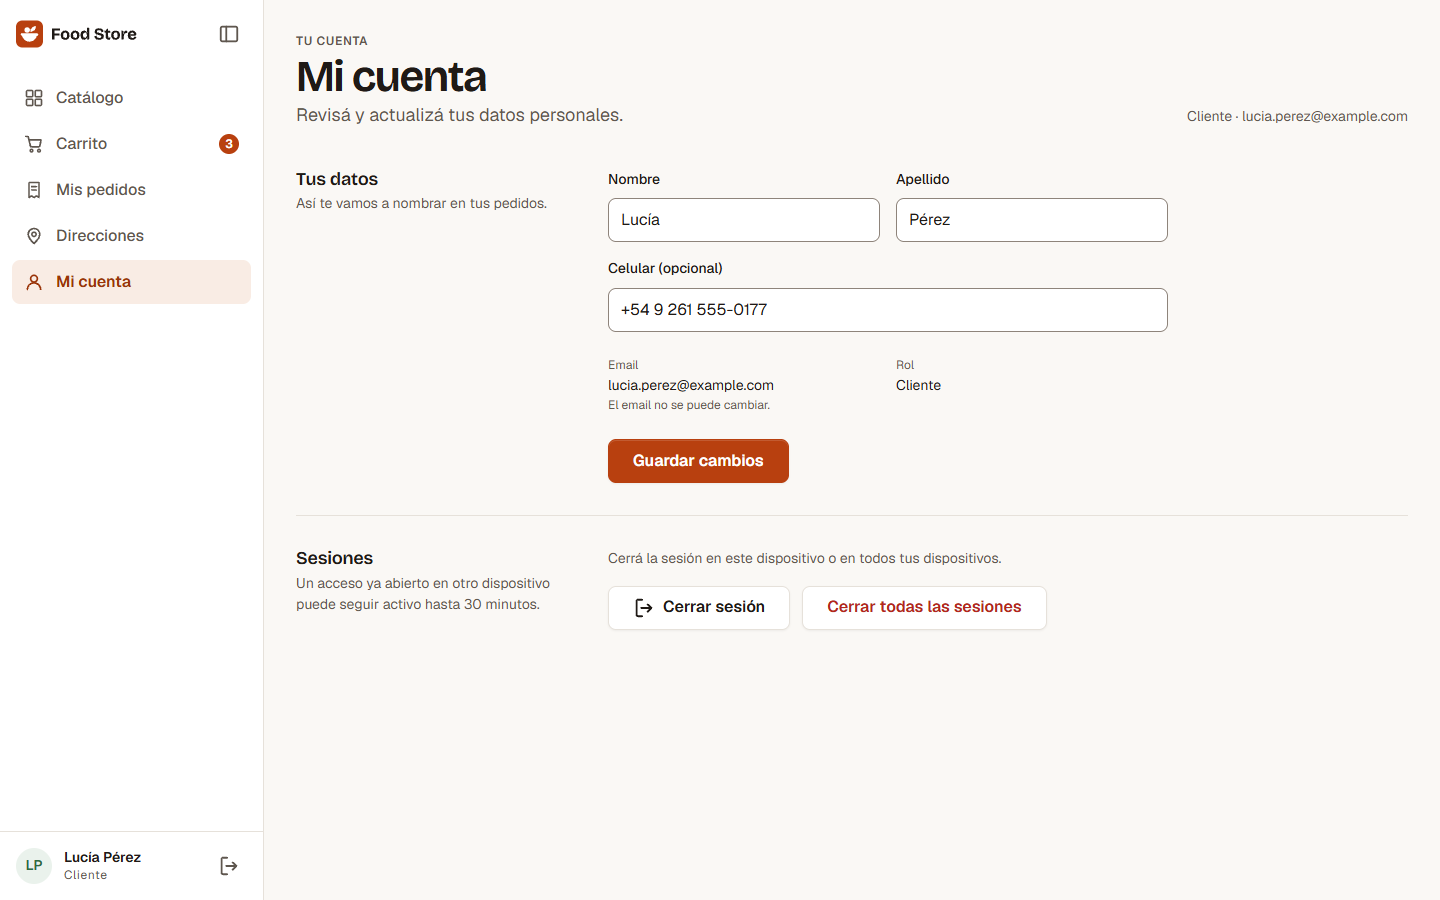 Food Store
Catálogo
Carrito
3
Mis pedidos
Direcciones
Mi cuenta
LP
Lucía Pérez
Cliente
TU CUENTA
Mi cuenta
Revisá y actualizá tus datos personales.
Cliente · lucia.perez@example.com
Tus datos
Así te vamos a nombrar en tus pedidos.
Nombre
Apellido
Lucía
Pérez
Celular (opcional)
+54 9 261 555-0177
Email
Rol
lucia.perez@example.com
Cliente
El email no se puede cambiar.
Guardar cambios
Sesiones
Un acceso ya abierto en otro dispositivo
puede seguir activo hasta 30 minutos.
Cerrá la sesión en este dispositivo o en todos tus dispositivos.
Cerrar sesión
Cerrar todas las sesiones